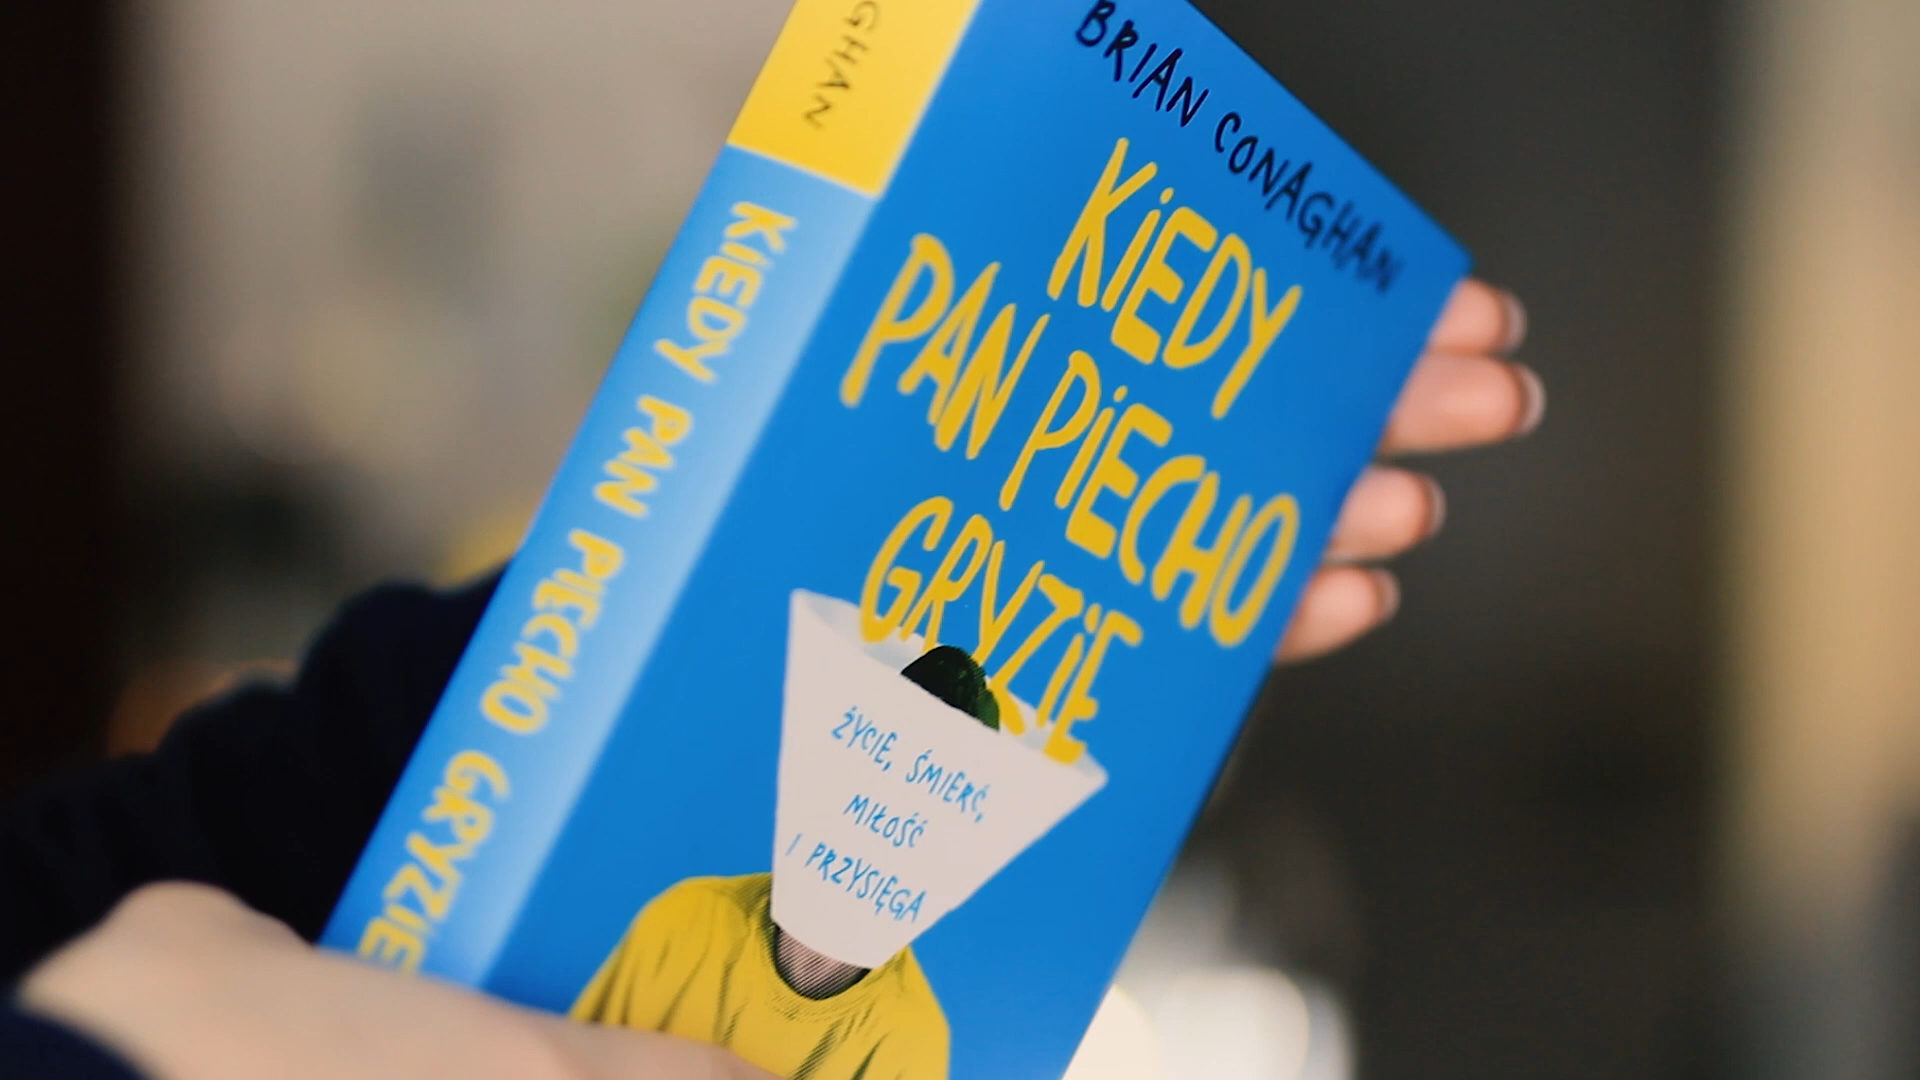 BRIAN CONAGHAN
KiEDY
PAN PiECHO
GRYZiE
ŻYCIE, ŚMIERĆ,
MIŁOŚĆ
I PRZYSIĘGA
GHAN
KIEDY PAN PIECHO GRYZIE